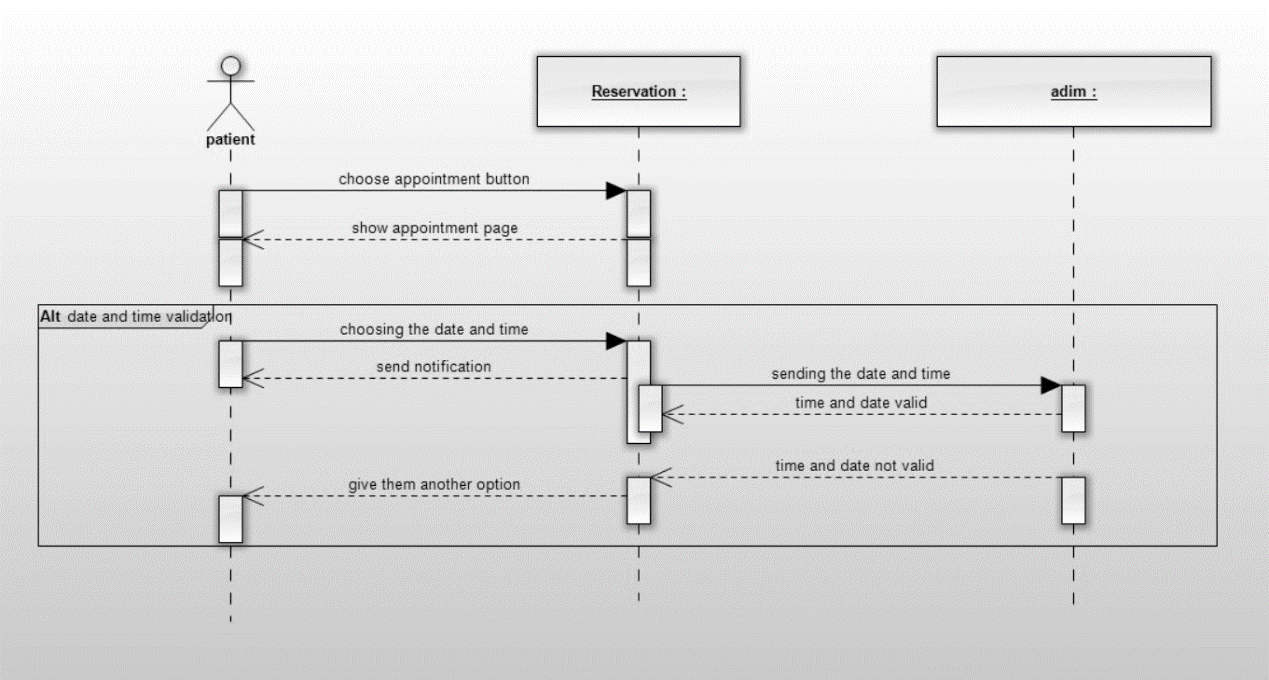 patient
Reservation :
adim :
choose appointment button
show appointment page
Alt date and time validation
choosing the date and time
send notification
sending the date and time
time and date valid
time and date not valid
give them another option